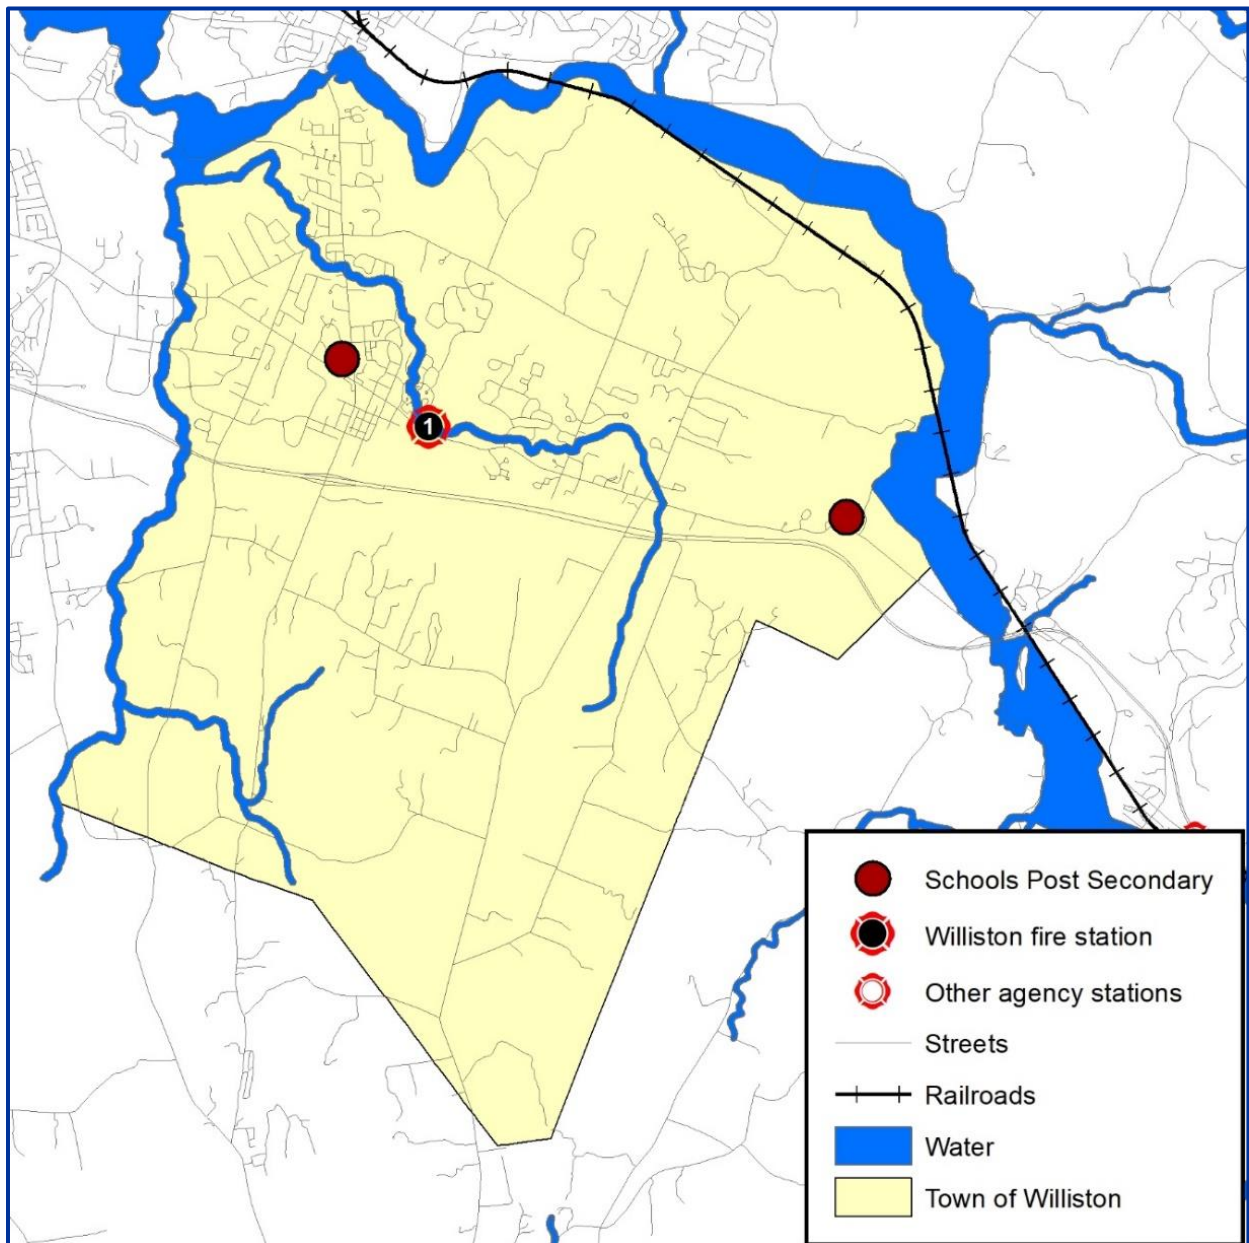 1
Schools Post Secondary
Williston fire station
Other agency stations
Streets
Railroads
Water
Town of Williston